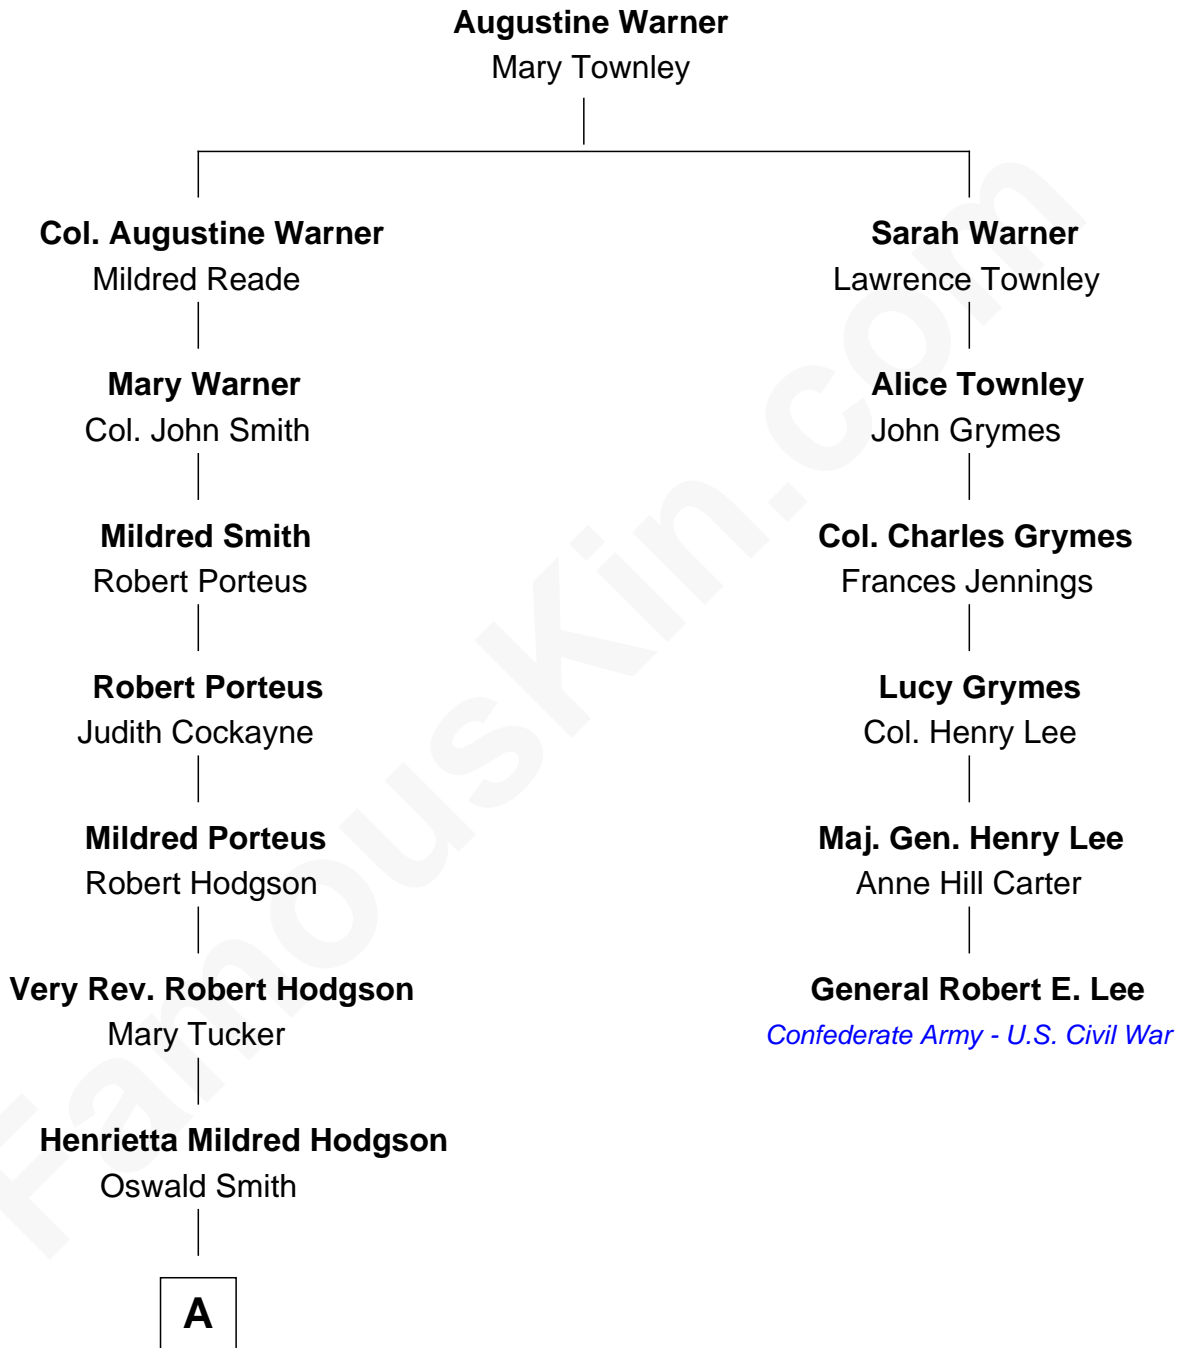 Augustine Warner
Mary Townley
Col. Augustine Warner
Mildred Reade
Sarah Warner
Lawrence Townley
Mary Warner
Col. John Smith
Alice Townley
John Grymes
Mildred Smith
Robert Porteus
Col. Charles Grymes
Frances Jennings
Robert Porteus
Judith Cockayne
Lucy Grymes
Col. Henry Lee
Mildred Porteus
Robert Hodgson
Maj. Gen. Henry Lee
Anne Hill Carter
Very Rev. Robert Hodgson
Mary Tucker
General Robert E. Lee
Confederate Army - U.S. Civil War
Henrietta Mildred Hodgson
Oswald Smith
A
FamousKin.com